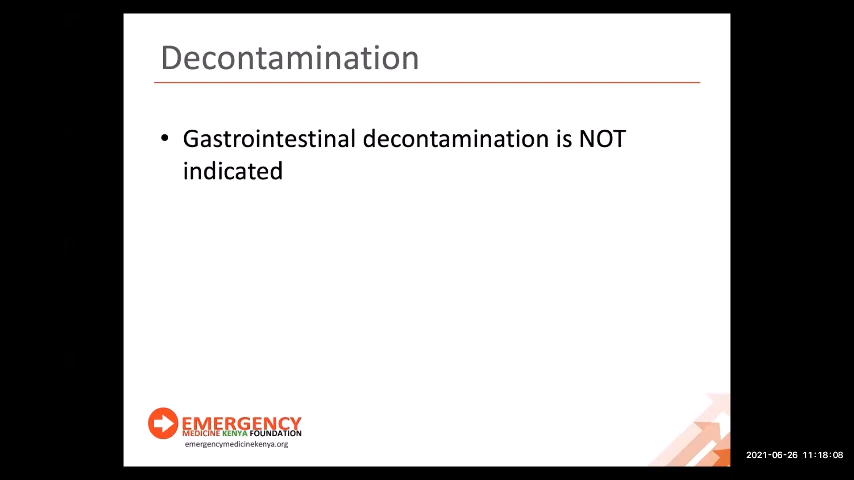 Decontamination
• Gastrointestinal decontamination is NOT
indicated
EMERGENCY
MEDICINE KENYA FOUNDATION
emergencymedicinekenya.org
2021-06-26 11:18:08